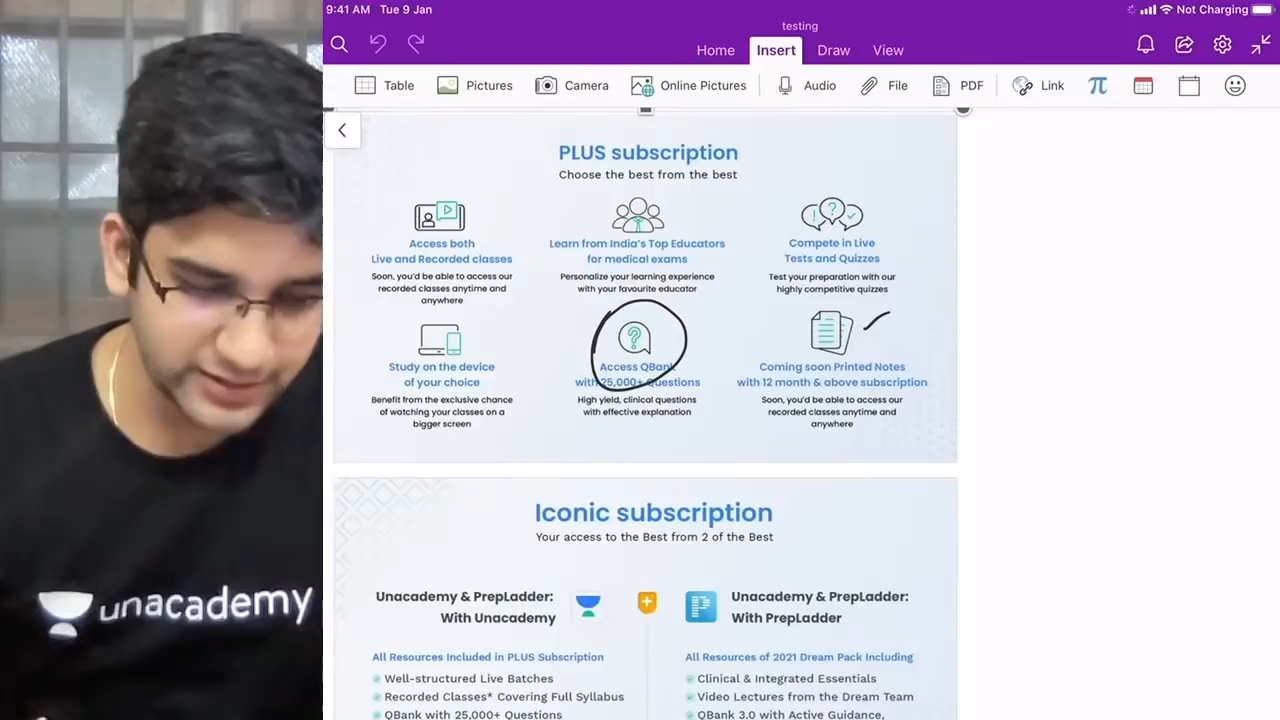 9:41 AM Tue 9 Jan
Not Charging
testing
Home Insert Draw View
Table Pictures Camera Online Pictures Audio File PDF Link π
PLUS subscription
Choose the best from the best
Access both
Live and Recorded classes
Soon, you'd be able to access our
recorded classes anytime and
anywhere
Learn from India's Top Educators
for medical exams
Personalize your learning experience
with your favourite educator
Compete in Live
Tests and Quizzes
Test your preparation with our
highly competitive quizzes
Study on the device
of your choice
Benefit from the exclusive chance
of watching your classes on a
bigger screen
Access QBank
with 25,000+ Questions
High yield, clinical questions
with effective explanation
Coming soon Printed Notes
with 12 month & above subscription
Soon, you'd be able to access our
recorded classes anytime and
anywhere
Iconic subscription
Your access to the Best from 2 of the Best
Unacademy & PrepLadder:
With Unacademy
Unacademy & PrepLadder:
With PrepLadder
All Resources Included in PLUS Subscription
Well-structured Live Batches
Recorded Classes* Covering Full Syllabus
QBank with 25,000+ Questions
All Resources of 2021 Dream Pack Including
Clinical & Integrated Essentials
Video Lectures from the Dream Team
QBank 3.0 with Active Guidance,
unacademy